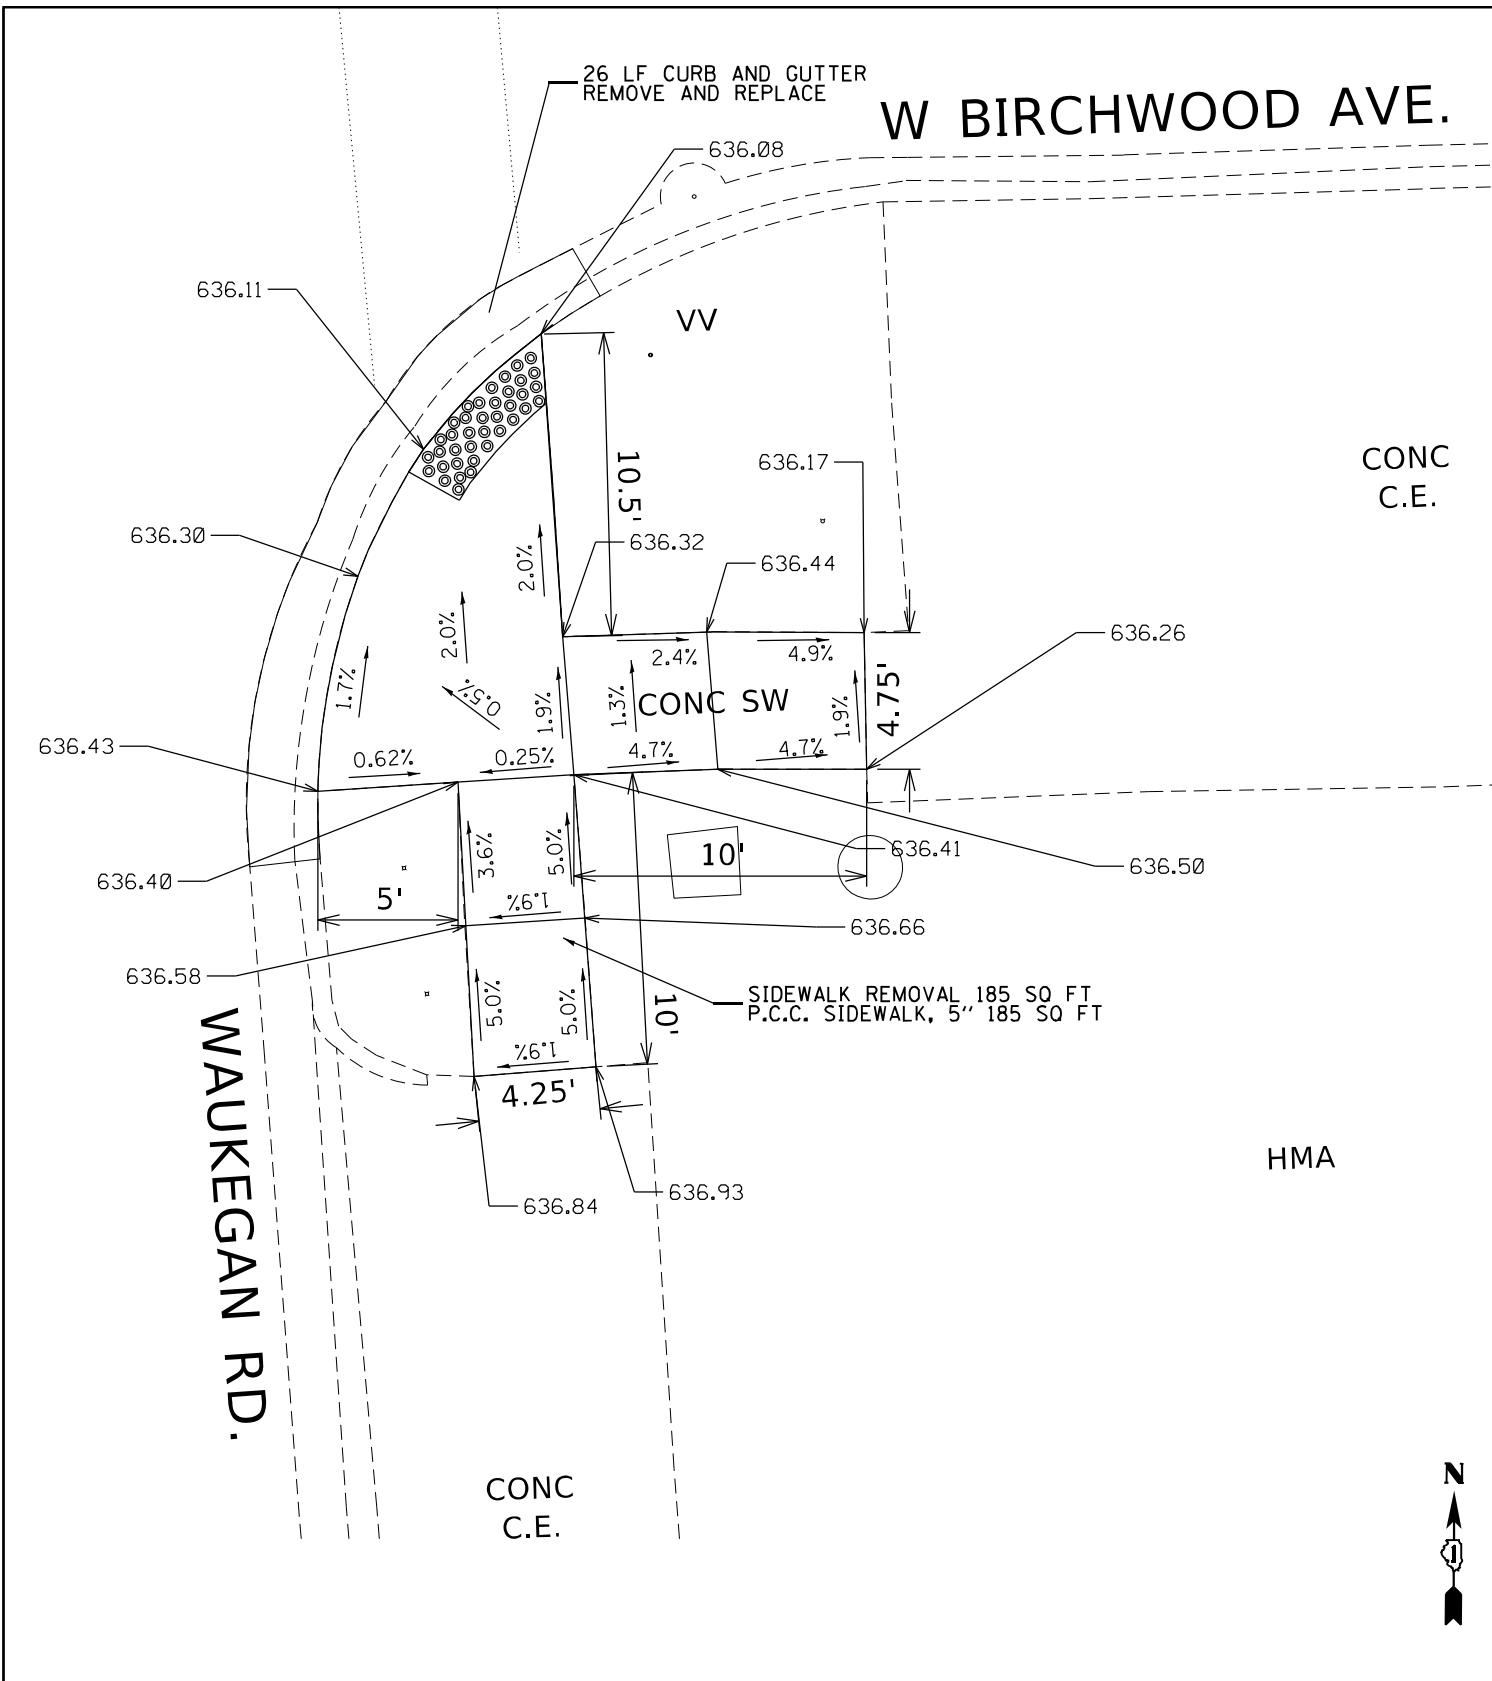 26 LF CURB AND GUTTER
REMOVE AND REPLACE
W BIRCHWOOD AVE.
636.08
636.11
VV
CONC
C.E.
10.5'
636.17
636.30
636.32
636.44
2.0%
2.0%
636.26
2.4%
4.9%
1.7%
0.5%
1.9%
1.3%
CONC SW
1.9%
4.75'
636.43
0.62%
0.25%
4.7%
4.7%
636.40
3.6%
5.0%
10'
636.41
636.50
5'
1.9%
636.66
636.58
5.0%
5.0%
10'
SIDEWALK REMOVAL 185 SQ FT
P.C.C. SIDEWALK, 5" 185 SQ FT
1.9%
4.25'
WAUKEGAN RD.
HMA
636.84
636.93
CONC
C.E.
N
1